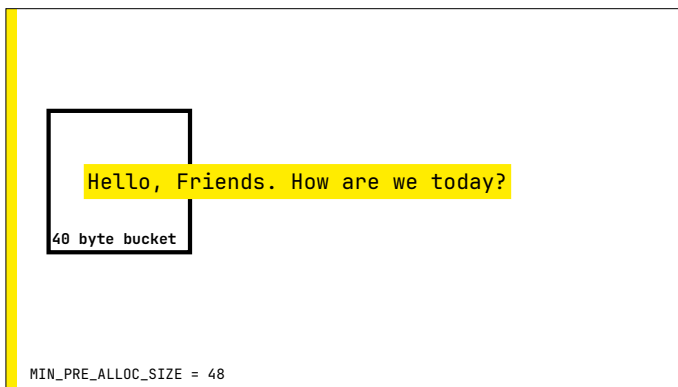 Hello, Friends. How are we today?
40 byte bucket
MIN_PRE_ALLOC_SIZE = 48